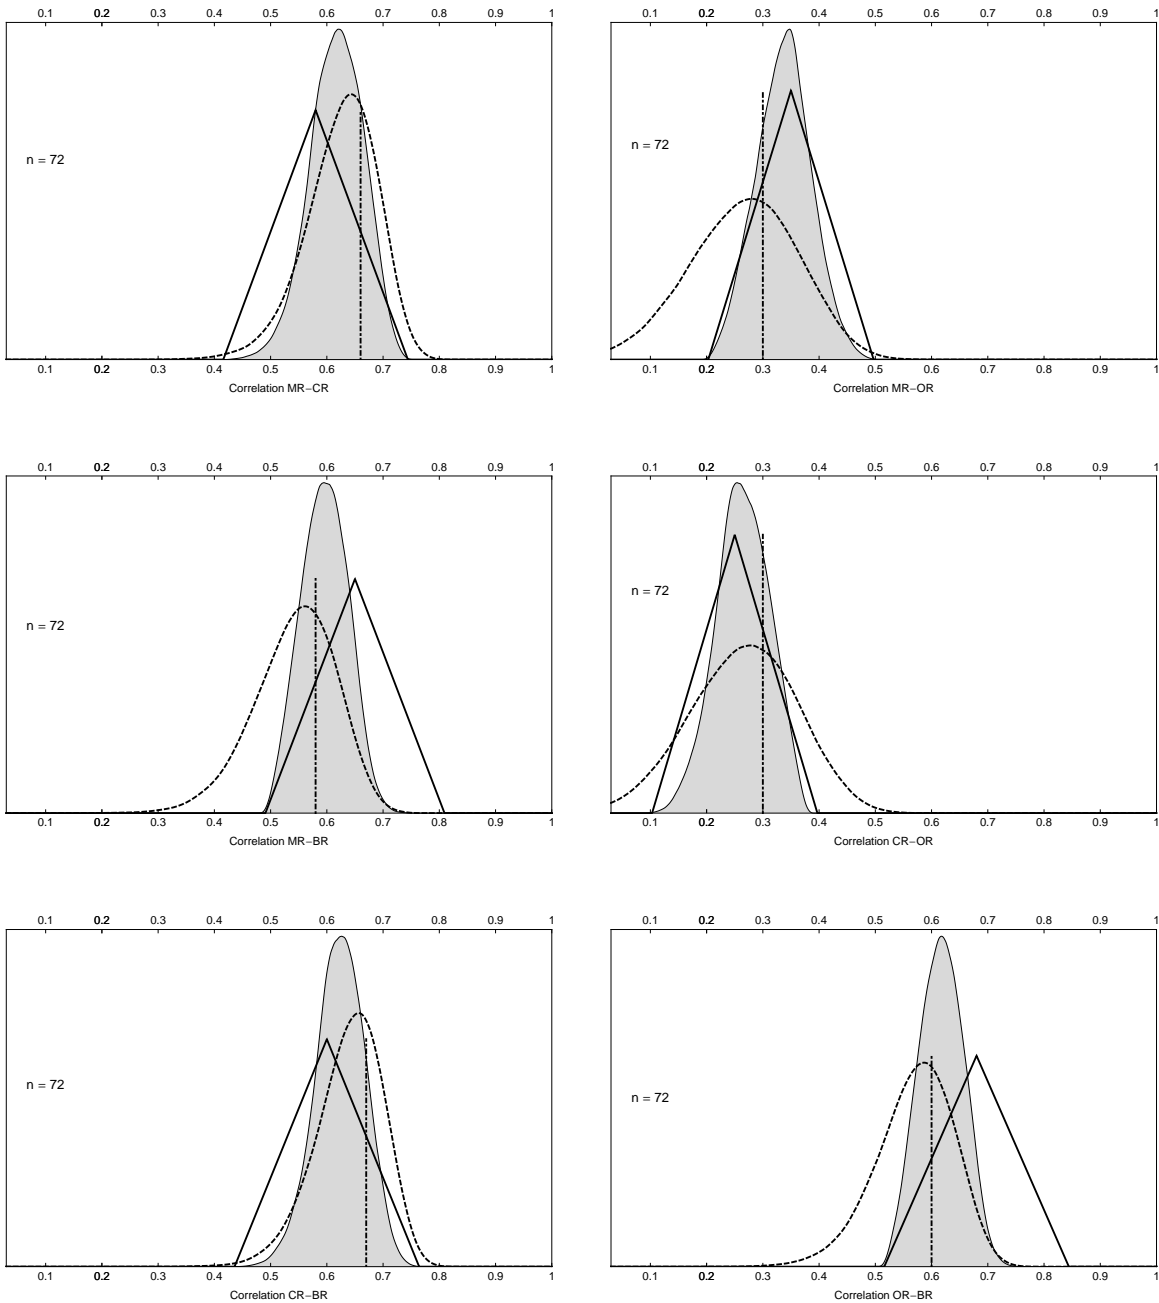 0.1 0.2 0.3 0.4 0.5 0.6 0.7 0.8 0.9 1
n = 72
0.1 0.2 0.3 0.4 0.5 0.6 0.7 0.8 0.9 1
Correlation MR−CR
0.1 0.2 0.3 0.4 0.5 0.6 0.7 0.8 0.9 1
n = 72
0.1 0.2 0.3 0.4 0.5 0.6 0.7 0.8 0.9 1
Correlation MR−OR
0.1 0.2 0.3 0.4 0.5 0.6 0.7 0.8 0.9 1
n = 72
0.1 0.2 0.3 0.4 0.5 0.6 0.7 0.8 0.9 1
Correlation MR−BR
0.1 0.2 0.3 0.4 0.5 0.6 0.7 0.8 0.9 1
n = 72
0.1 0.2 0.3 0.4 0.5 0.6 0.7 0.8 0.9 1
Correlation CR−OR
0.1 0.2 0.3 0.4 0.5 0.6 0.7 0.8 0.9 1
n = 72
0.1 0.2 0.3 0.4 0.5 0.6 0.7 0.8 0.9 1
Correlation CR−BR
0.1 0.2 0.3 0.4 0.5 0.6 0.7 0.8 0.9 1
n = 72
0.1 0.2 0.3 0.4 0.5 0.6 0.7 0.8 0.9 1
Correlation OR−BR